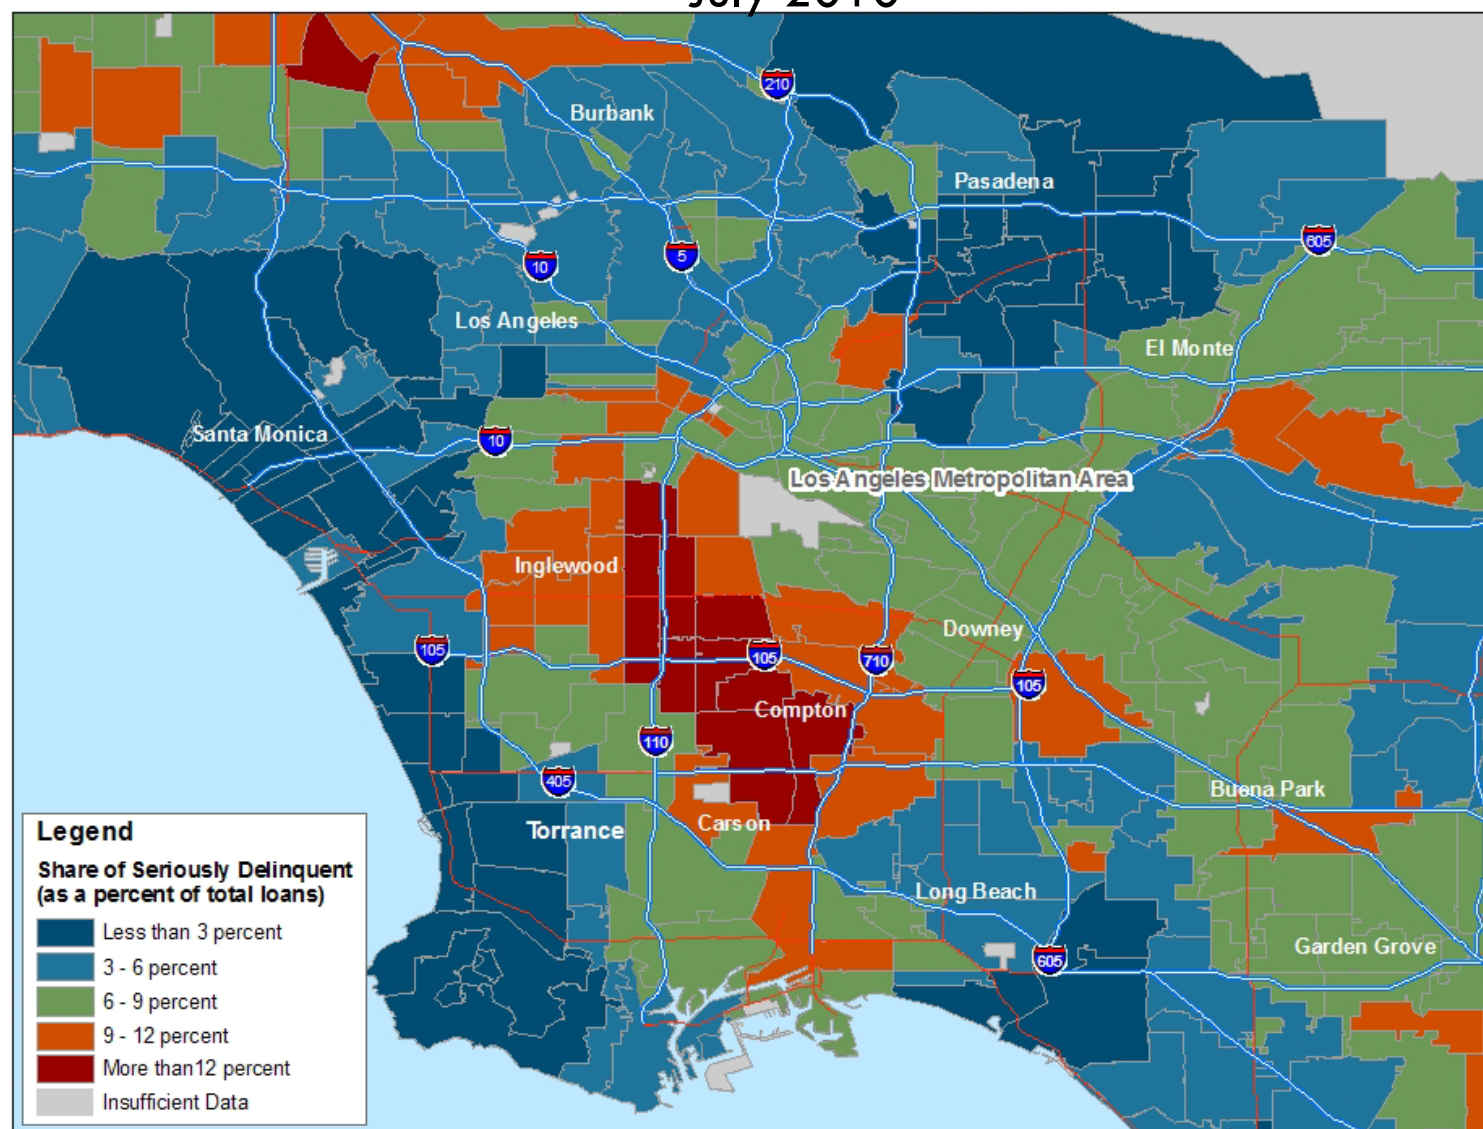 210
Burbank
Pasadena
605
10
5
Los Angeles
El Monte
Santa Monica
10
Los Angeles Metropolitan Area
Inglewood
Downey
105
105
710
105
Compton
110
405
Buena Park
Torrance
Carson
Long Beach
Garden Grove
605
Legend
Share of Seriously Delinquent
(as a percent of total loans)
Less than 3 percent
3 - 6 percent
6 - 9 percent
9 - 12 percent
More than12 percent
Insufficient Data